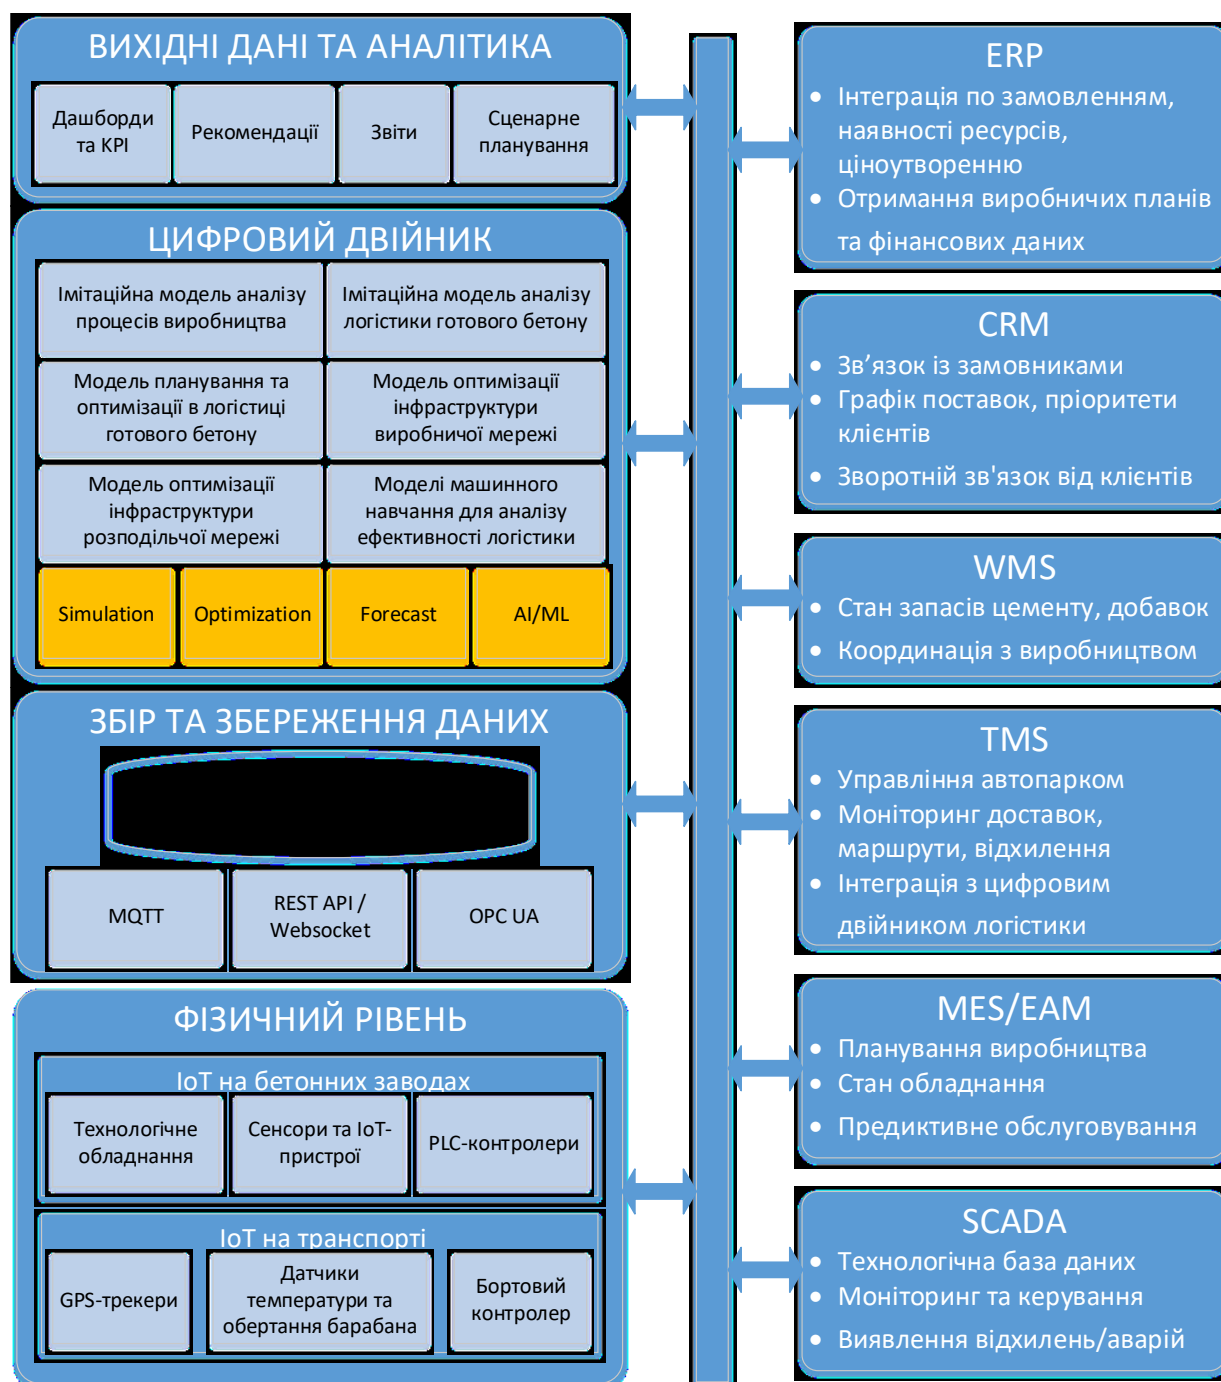 ВИХІДНІ ДАНІ ТА АНАЛІТИКА
Дашборди
та KPI
Рекомендації
Звіти
Сценарне
планування
ЦИФРОВИЙ ДВІЙНИК
Імітаційна модель аналізу
процесів виробництва
Імітаційна модель аналізу
логістики готового бетону
Модель планування та
оптимізації в логістиці
готового бетону
Модель оптимізації
інфраструктури
виробничої мережі
Модель оптимізації
інфраструктури
розподільчої мережі
Моделі машинного
навчання для аналізу
ефективності логістики
Simulation
Optimization
Forecast
AI/ML
ЗБІР ТА ЗБЕРЕЖЕННЯ ДАНИХ
MQTT
REST API /
Websocket
OPC UA
ФІЗИЧНИЙ РІВЕНЬ
IoT на бетонних заводах
Технологічне
обладнання
Сенсори та IoT-
пристрої
PLC-контролери
IoT на транспорті
GPS-трекери
Датчики
температури та
обертання барабана
Бортовий
контролер
ERP
• Інтеграція по замовленням,
наявності ресурсів,
ціноутворенню
• Отримання виробничих планів
та фінансових даних
CRM
• Зв’язок із замовниками
• Графік поставок, пріоритети
клієнтів
• Зворотній зв'язок від клієнтів
WMS
• Стан запасів цементу, добавок
• Координація з виробництвом
TMS
• Управління автопарком
• Моніторинг доставок,
маршрути, відхилення
• Інтеграція з цифровим
двійником логістики
MES/EAM
• Планування виробництва
• Стан обладнання
• Предиктивне обслуговування
SCADA
• Технологічна база даних
• Моніторинг та керування
• Виявлення відхилень/аварій